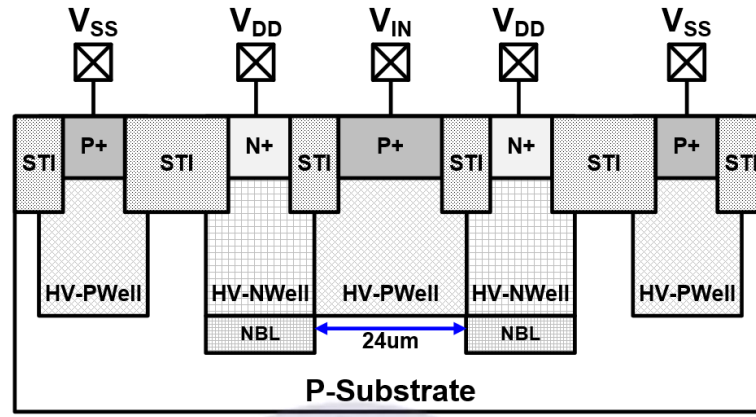 VSS VDD VIN VDD VSS
STI P+ STI N+ STI P+ STI N+ STI P+ STI
HV-PWell HV-NWell HV-PWell HV-NWell HV-PWell
NBL 24um NBL
P-Substrate